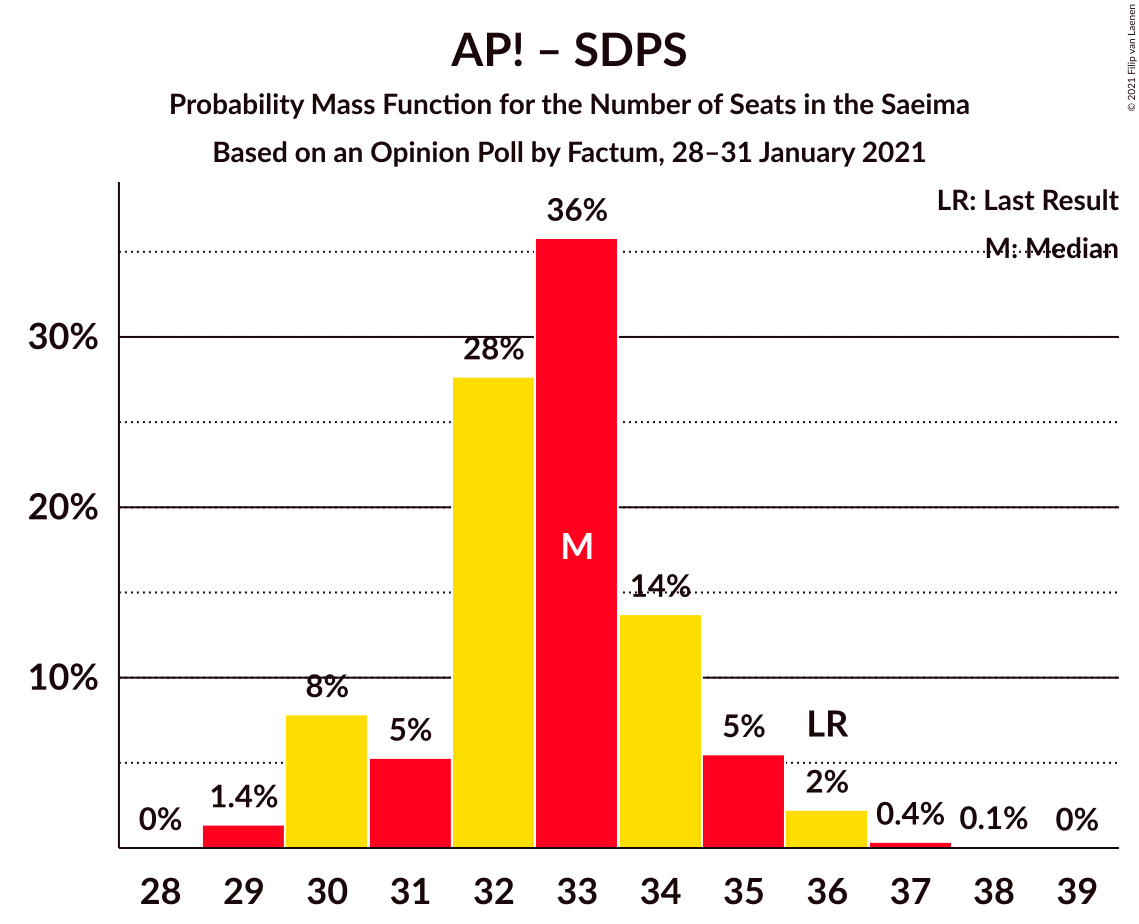 AP! – SDPS
Probability Mass Function for the Number of Seats in the Saeima
Based on an Opinion Poll by Factum, 28–31 January 2021
© 2021 Filip van Laenen
LR: Last Result
M: Median
36%
30%
28%
20%
M
14%
10%
8%
5%
5%
LR
2%
1.4%
0%
0.4%
0.1%
0%
28 29 30 31 32 33 34 35 36 37 38 39